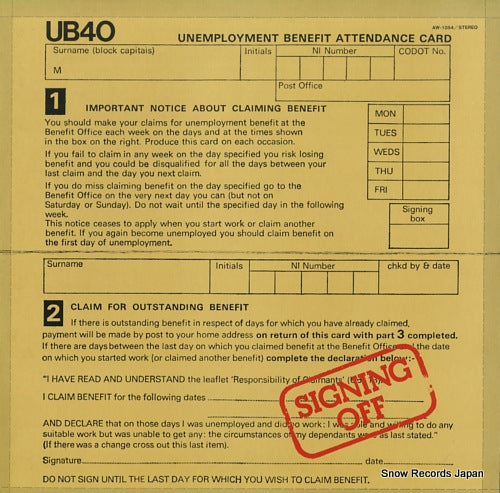 AW-1054/STEREO
UB40
UNEMPLOYMENT BENEFIT ATTENDANCE CARD
Surname (block capitals) Initials NI Number CODOT No.
M
Post Office
1 IMPORTANT NOTICE ABOUT CLAIMING BENEFIT
You should make your claims for unemployment benefit at the
Benefit Office each week on the days and at the times shown
in the box on the right. Produce this card on each occasion.
If you fail to claim in any week on the day specified you risk losing
benefit and you could be disqualified for all the days between your
last claim and the day you next claim.
If you do miss claiming benefit on the day specified go to the
Benefit Office on the very next day you can (but not on
Saturday or Sunday). Do not wait until the specified day in the following
week.
This notice ceases to apply when you start work or claim another
benefit. If you again become unemployed you should claim benefit on
the first day of unemployment.
MON
TUES
WEDS
THU
FRI
Signing
box
Surname Initials NI Number chkd by & date
2 CLAIM FOR OUTSTANDING BENEFIT
If there is outstanding benefit in respect of days for which you have already claimed,
payment will be made by post to your home address on return of this card with part 3 completed.
If there are days between the last day on which you claimed benefit at the Benefit Office and the date
on which you started work (or claimed another benefit) complete the declaration below:-
"I HAVE READ AND UNDERSTAND the leaflet 'Responsibility of Claimants'
I CLAIM BENEFIT for the following dates
AND DECLARE that on those days I was unemployed and did no work: I was able and willing to do any
suitable work but was unable to get any: the circumstances of my dependants were as last stated."
(If there was a change cross out this last item).
Signature date
DO NOT SIGN UNTIL THE LAST DAY FOR WHICH YOU WISH TO CLAIM BENEFIT.
SIGNING
OFF
Snow Records Japan